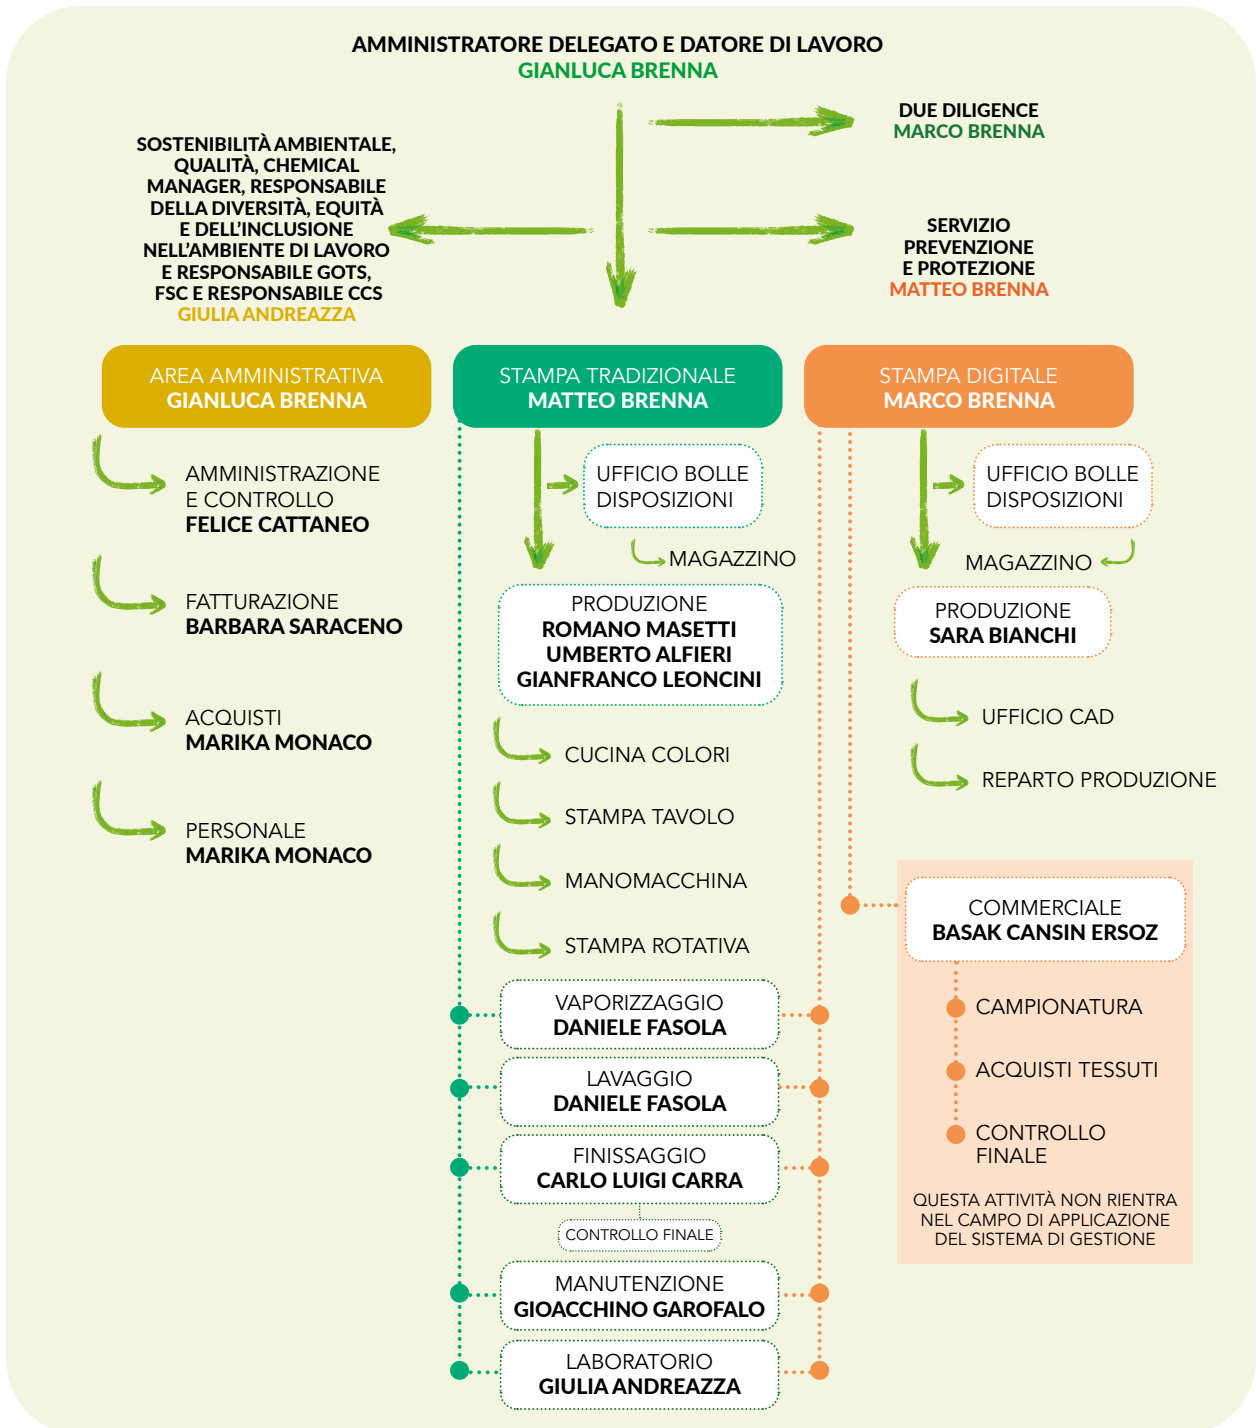 AMMINISTRATORE DELEGATO E DATORE DI LAVORO
GIANLUCA BRENNA
DUE DILIGENCE
MARCO BRENNA
SOSTENIBILITÀ AMBIENTALE,
QUALITÀ, CHEMICAL
MANAGER, RESPONSABILE
DELLA DIVERSITÀ, EQUITÀ
E DELL'INCLUSIONE
NELL'AMBIENTE DI LAVORO
E RESPONSABILE GOTS,
FSC E RESPONSABILE CCS
GIULIA ANDREAZZA
SERVIZIO
PREVENZIONE
E PROTEZIONE
MATTEO BRENNA
AREA AMMINISTRATIVA
GIANLUCA BRENNA
AMMINISTRAZIONE
E CONTROLLO
FELICE CATTANEO
FATTURAZIONE
BARBARA SARACENO
ACQUISTI
MARIKA MONACO
PERSONALE
MARIKA MONACO
STAMPA TRADIZIONALE
MATTEO BRENNA
UFFICIO BOLLE
DISPOSIZIONI
MAGAZZINO
PRODUZIONE
ROMANO MASETTI
UMBERTO ALFIERI
GIANFRANCO LEONCINI
CUCINA COLORI
STAMPA TAVOLO
MANOMACCHINA
STAMPA ROTATIVA
VAPORIZZAGGIO
DANIELE FASOLA
LAVAGGIO
DANIELE FASOLA
FINISSAGGIO
CARLO LUIGI CARRA
CONTROLLO FINALE
MANUTENZIONE
GIOACCHINO GAROFALO
LABORATORIO
GIULIA ANDREAZZA
STAMPA DIGITALE
MARCO BRENNA
UFFICIO BOLLE
DISPOSIZIONI
MAGAZZINO
PRODUZIONE
SARA BIANCHI
UFFICIO CAD
REPARTO PRODUZIONE
COMMERCIALE
BASAK CANSIN ERSOZ
CAMPIONATURA
ACQUISTI TESSUTI
CONTROLLO
FINALE
QUESTA ATTIVITÀ NON RIENTRA
NEL CAMPO DI APPLICAZIONE
DEL SISTEMA DI GESTIONE